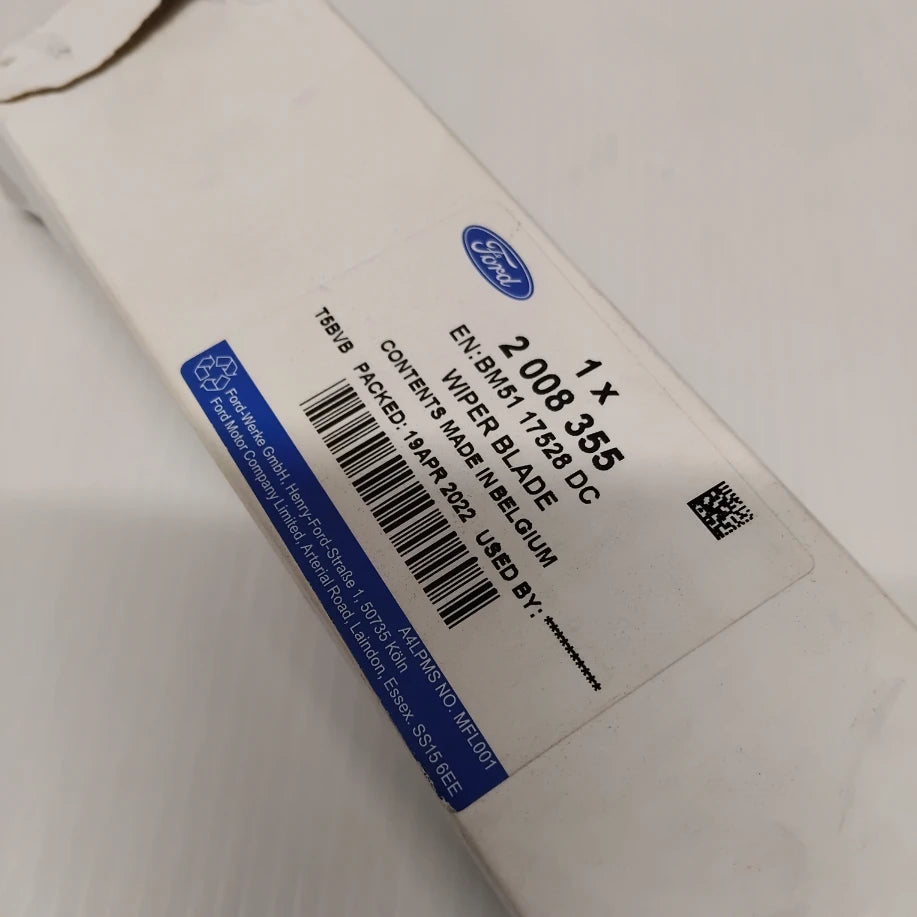 Ford
1 X
2 008 355
EN:BM51 17528 DC
WIPER BLADE
CONTENTS MADE IN BELGIUM
T5BVB PACKED: 19APR 2022 USED BY: **********
A4LPMS NO. MFL001
Ford-Werke GmbH, Henry-Ford-Straße 1, 50735 Köln
Ford Motor Company Limited, Arterial Road, Laindon, Essex. SS15 6EE